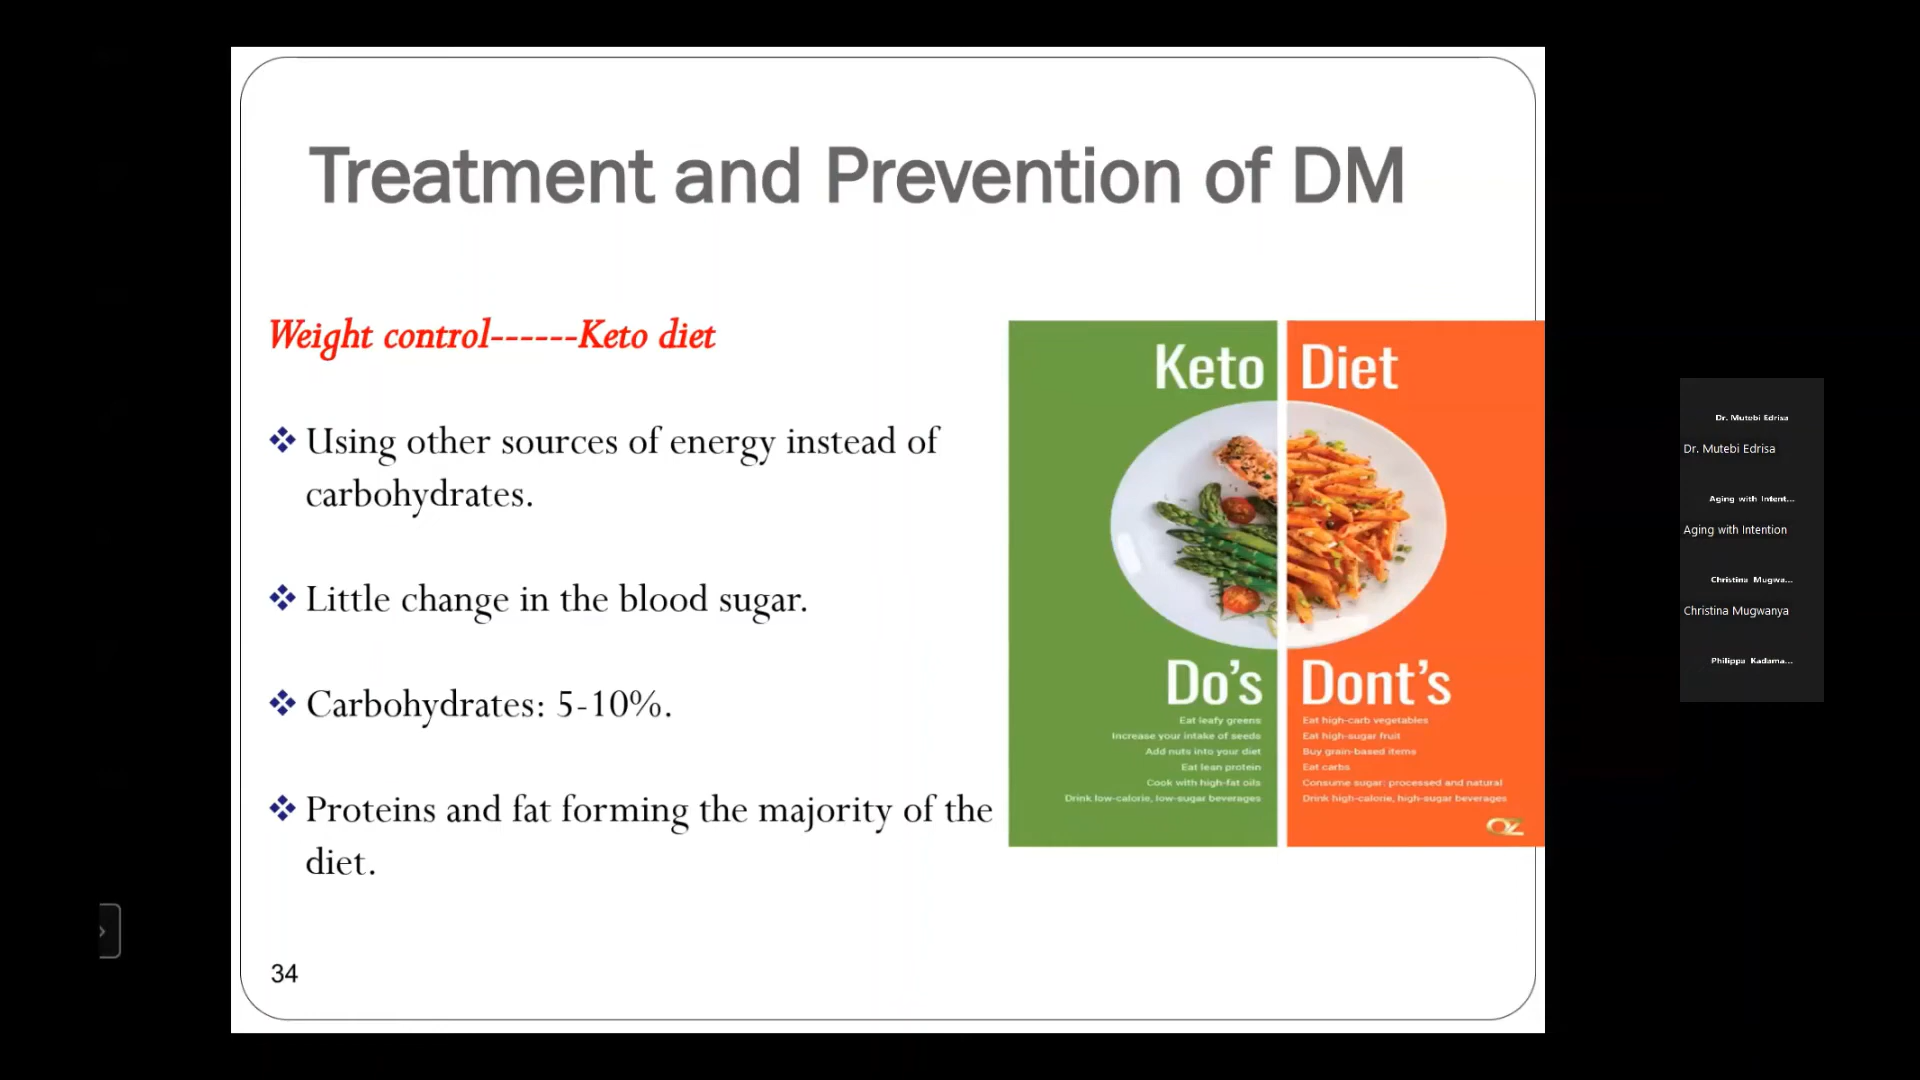 Treatment and Prevention of DM
Weight control------Keto diet
Using other sources of energy instead of
carbohydrates.
Little change in the blood sugar.
Carbohydrates: 5-10%.
Proteins and fat forming the majority of the
diet.
34
Keto Diet
Do's
Eat leafy greens
Increase your intake of seeds
Add nuts into your diet
Eat lean protein
Cook with high-fat oils
Drink low-calorie, low-sugar beverages
Dont's
Eat high-carb vegetables
Eat high-sugar fruit
Buy grain-based items
Eat carbs
Consume sugar: processed and natural
Drink high-calorie, high-sugar beverages
OZ
Dr. Mutebi Edrisa
Dr. Mutebi Edrisa
Aging with Intent...
Aging with Intention
Christina Mugwa...
Christina Mugwanya
Philippa Kadama...